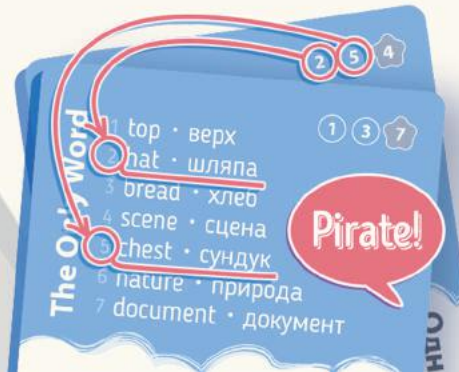 2 5 4
1 3 7
The Only Word
1 top · верх
2 hat · шляпа
3 bread · хлеб
4 scene · сцена
5 chest · сундук
6 nature · природа
7 document · документ
Pirate!